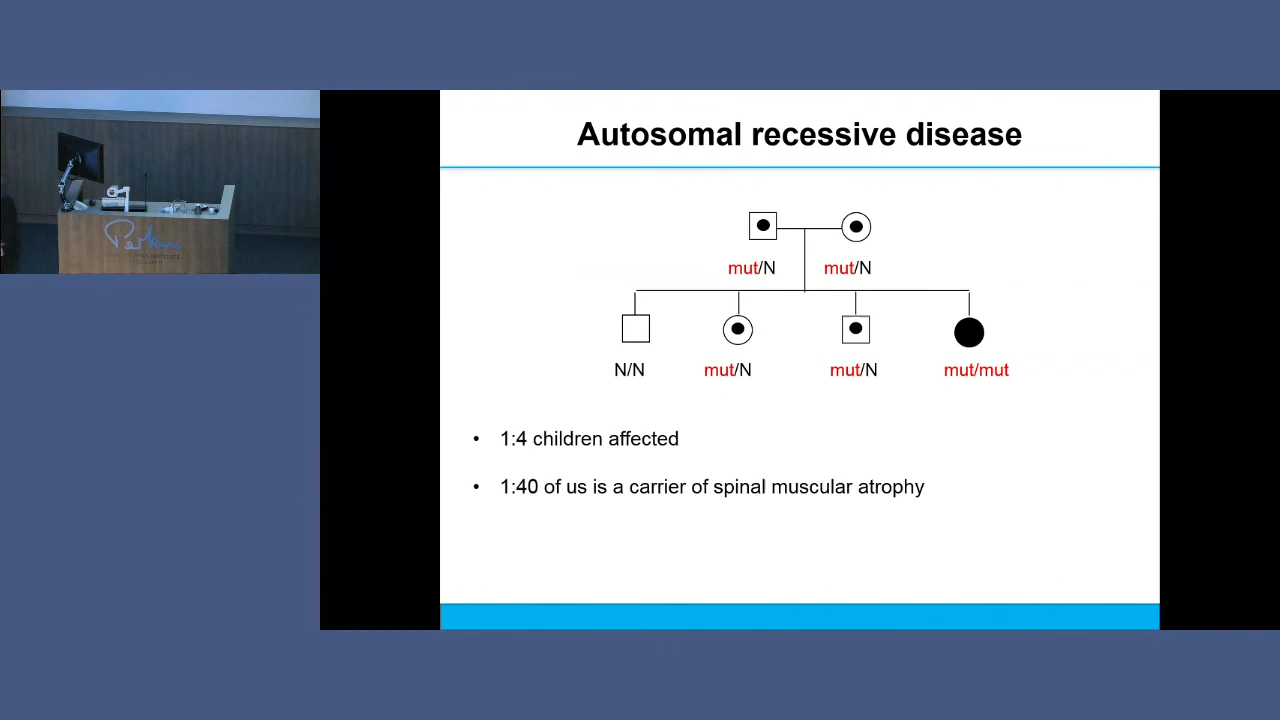 Autosomal recessive disease
mut/N mut/N
N/N mut/N mut/N mut/mut
• 1:4 children affected
• 1:40 of us is a carrier of spinal muscular atrophy
Perkins